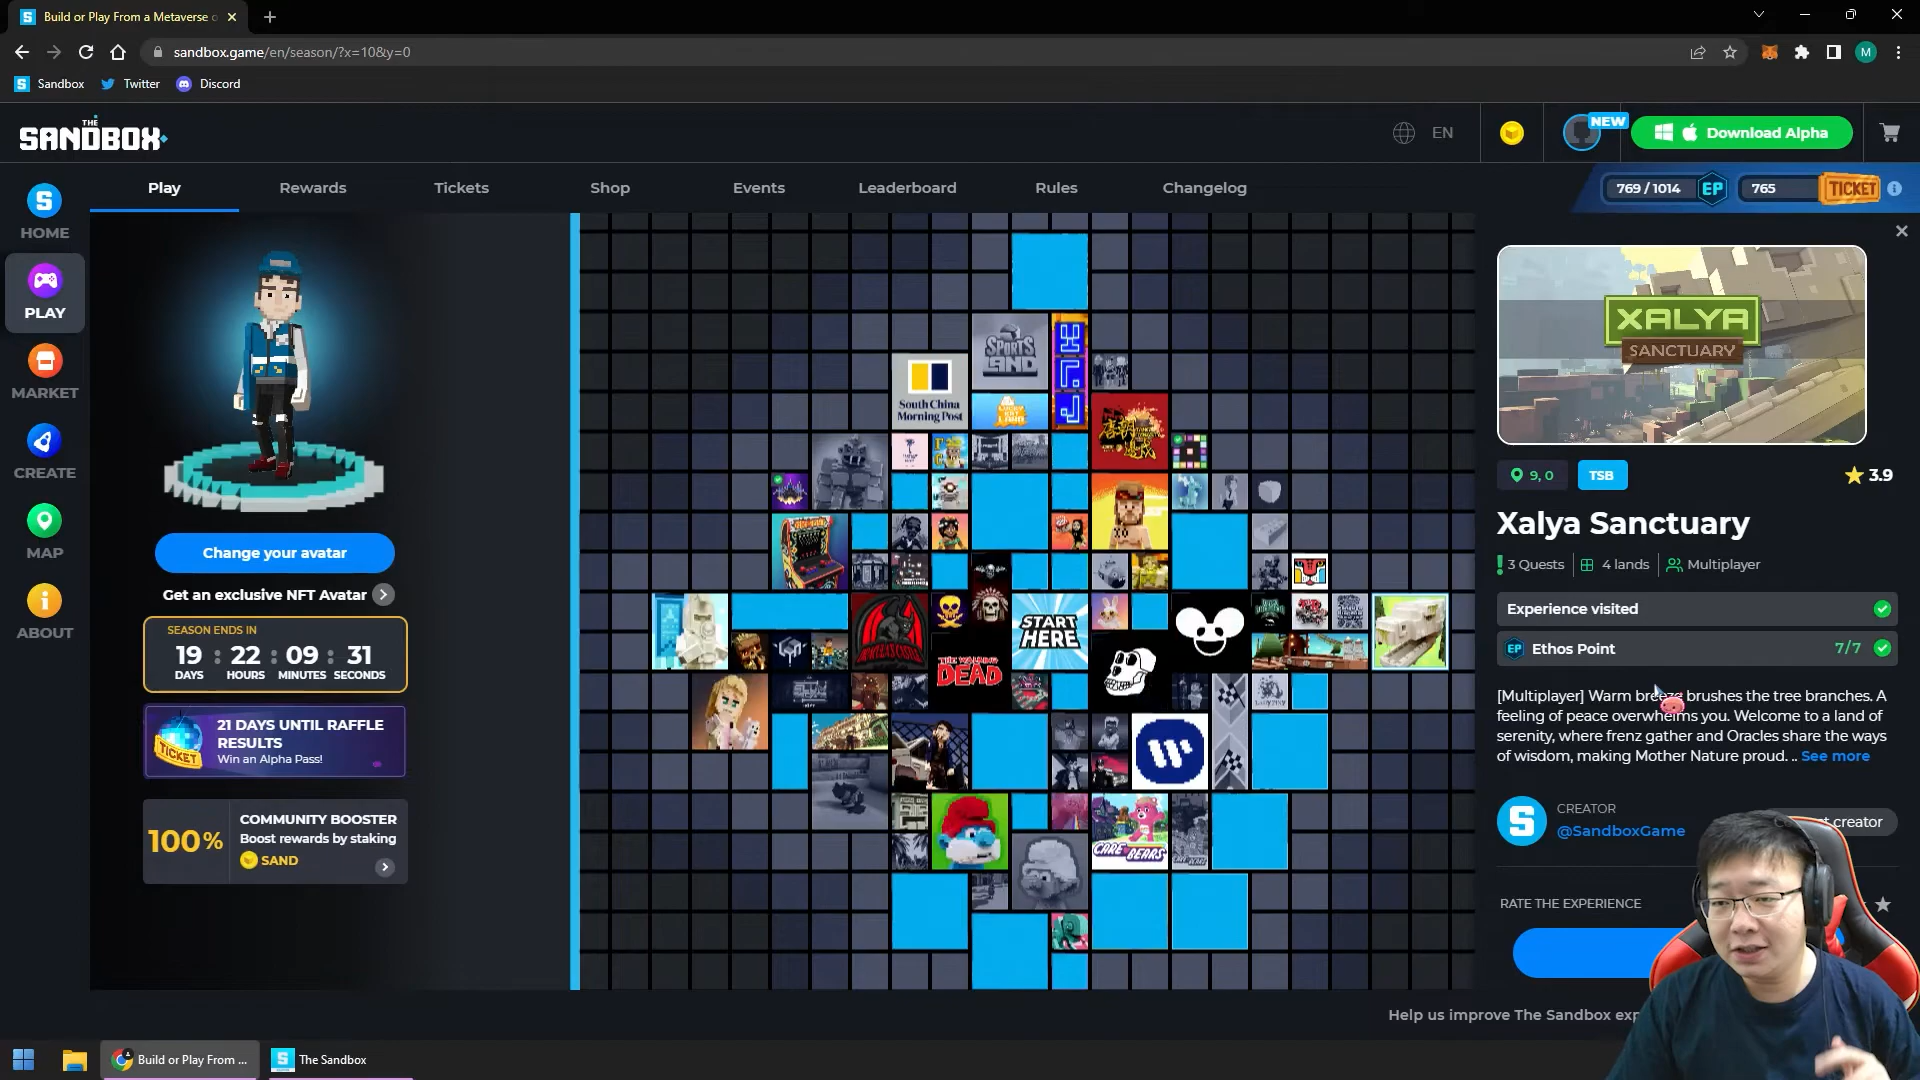 Build or Play From a Metaverse o
sandbox.game/en/season/?x=10&y=0
M
Sandbox
Twitter
Discord
THE
SANDBOX
EN
NEW
Download Alpha
Play
Rewards
Tickets
Shop
Events
Leaderboard
Rules
Changelog
769 / 1014
EP
765
TICKET
HOME
PLAY
MARKET
CREATE
MAP
ABOUT
Change your avatar
Get an exclusive NFT Avatar
SEASON ENDS IN
19 : 22 : 09 : 31
DAYS HOURS MINUTES SECONDS
TICKET
21 DAYS UNTIL RAFFLE
RESULTS
Win an Alpha Pass!
100%
COMMUNITY BOOSTER
Boost rewards by staking
SAND
SPORTS
LAND
South China
Morning Post
START
HERE
THE WALKING
DEAD
CARE BEARS
XALYA
SANCTUARY
9, 0
TSB
3.9
Xalya Sanctuary
3 Quests
4 lands
Multiplayer
Experience visited
EP
Ethos Point
7/7
[Multiplayer] Warm breeze brushes the tree branches. A
feeling of peace overwhelms you. Welcome to a land of
serenity, where frenz gather and Oracles share the ways
of wisdom, making Mother Nature proud. .. See more
CREATOR
@SandboxGame
creator
RATE THE EXPERIENCE
Help us improve The Sandbox exp
Build or Play From ...
The Sandbox